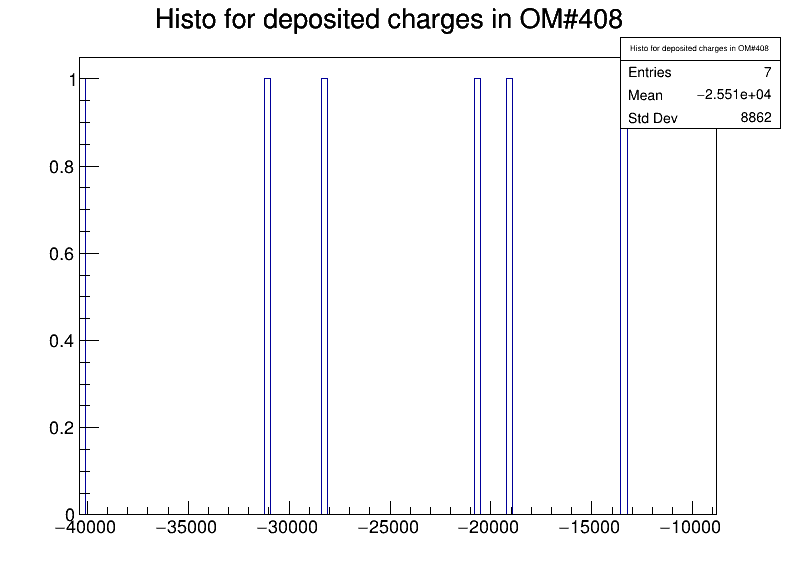 Histo for deposited charges in OM#408
Histo for deposited charges in OM#408
Entries 7
Mean −2.551e+04
Std Dev 8862
1
0.8
0.6
0.4
0.2
0
−40000 −35000 −30000 −25000 −20000 −15000 −10000